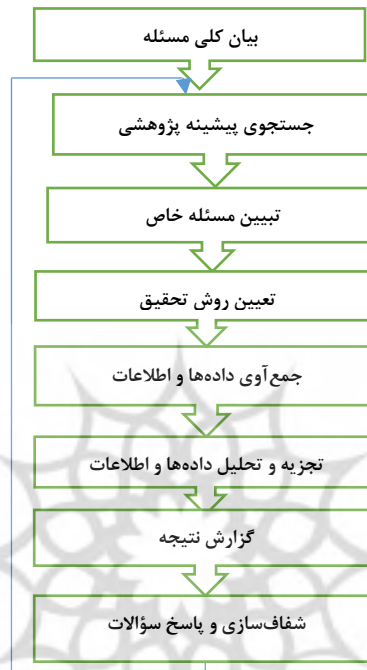 بیان کلی مسئله
جستجوی پیشینه پژوهشی
تبیین مسئله خاص
تعیین روش تحقیق
جمع‌آوی داده‌ها و اطلاعات
تجزیه و تحلیل داده‌ها و اطلاعات
گزارش نتیجه
شفاف‌سازی و پاسخ سؤالات